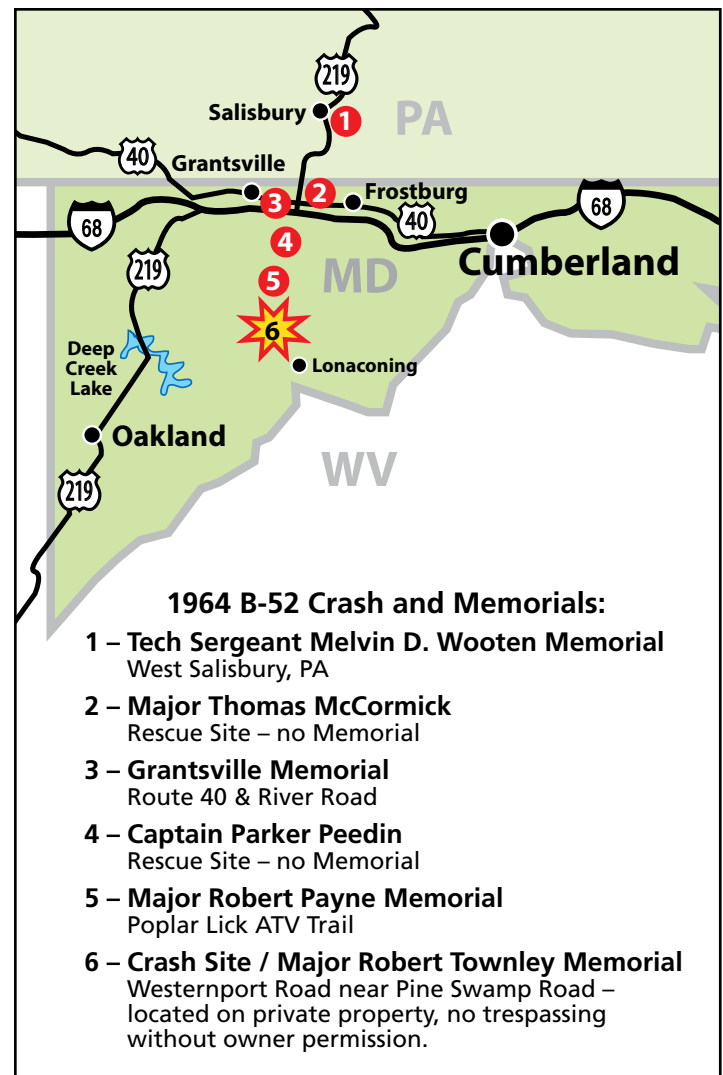 219
Salisbury
1
PA
40
Grantsville
2
Frostburg
3
68
40
68
4
Cumberland
219
5
MD
6
Deep
Creek
Lake
Lonaconing
Oakland
WV
219
1964 B-52 Crash and Memorials:
1 – Tech Sergeant Melvin D. Wooten Memorial
West Salisbury, PA
2 – Major Thomas McCormick
Rescue Site – no Memorial
3 – Grantsville Memorial
Route 40 & River Road
4 – Captain Parker Peedin
Rescue Site – no Memorial
5 – Major Robert Payne Memorial
Poplar Lick ATV Trail
6 – Crash Site / Major Robert Townley Memorial
Westernport Road near Pine Swamp Road –
located on private property, no trespassing
without owner permission.